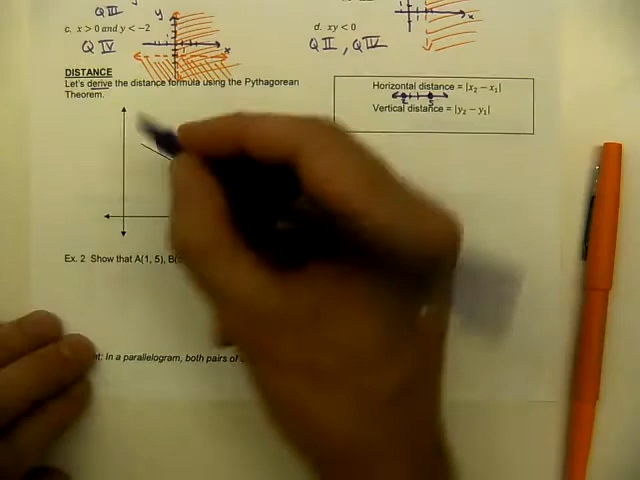 Q III
c. x > 0 and y < −2
Q IV
y
x
d. xy < 0
Q II , Q IV
x
DISTANCE
Let's derive the distance formula using the Pythagorean
Theorem.
Horizontal distance = |x₂ − x₁|
2 5
Vertical distance = |y₂ − y₁|
Ex. 2 Show that A(1, 5),
In a parallelogram, both pairs of